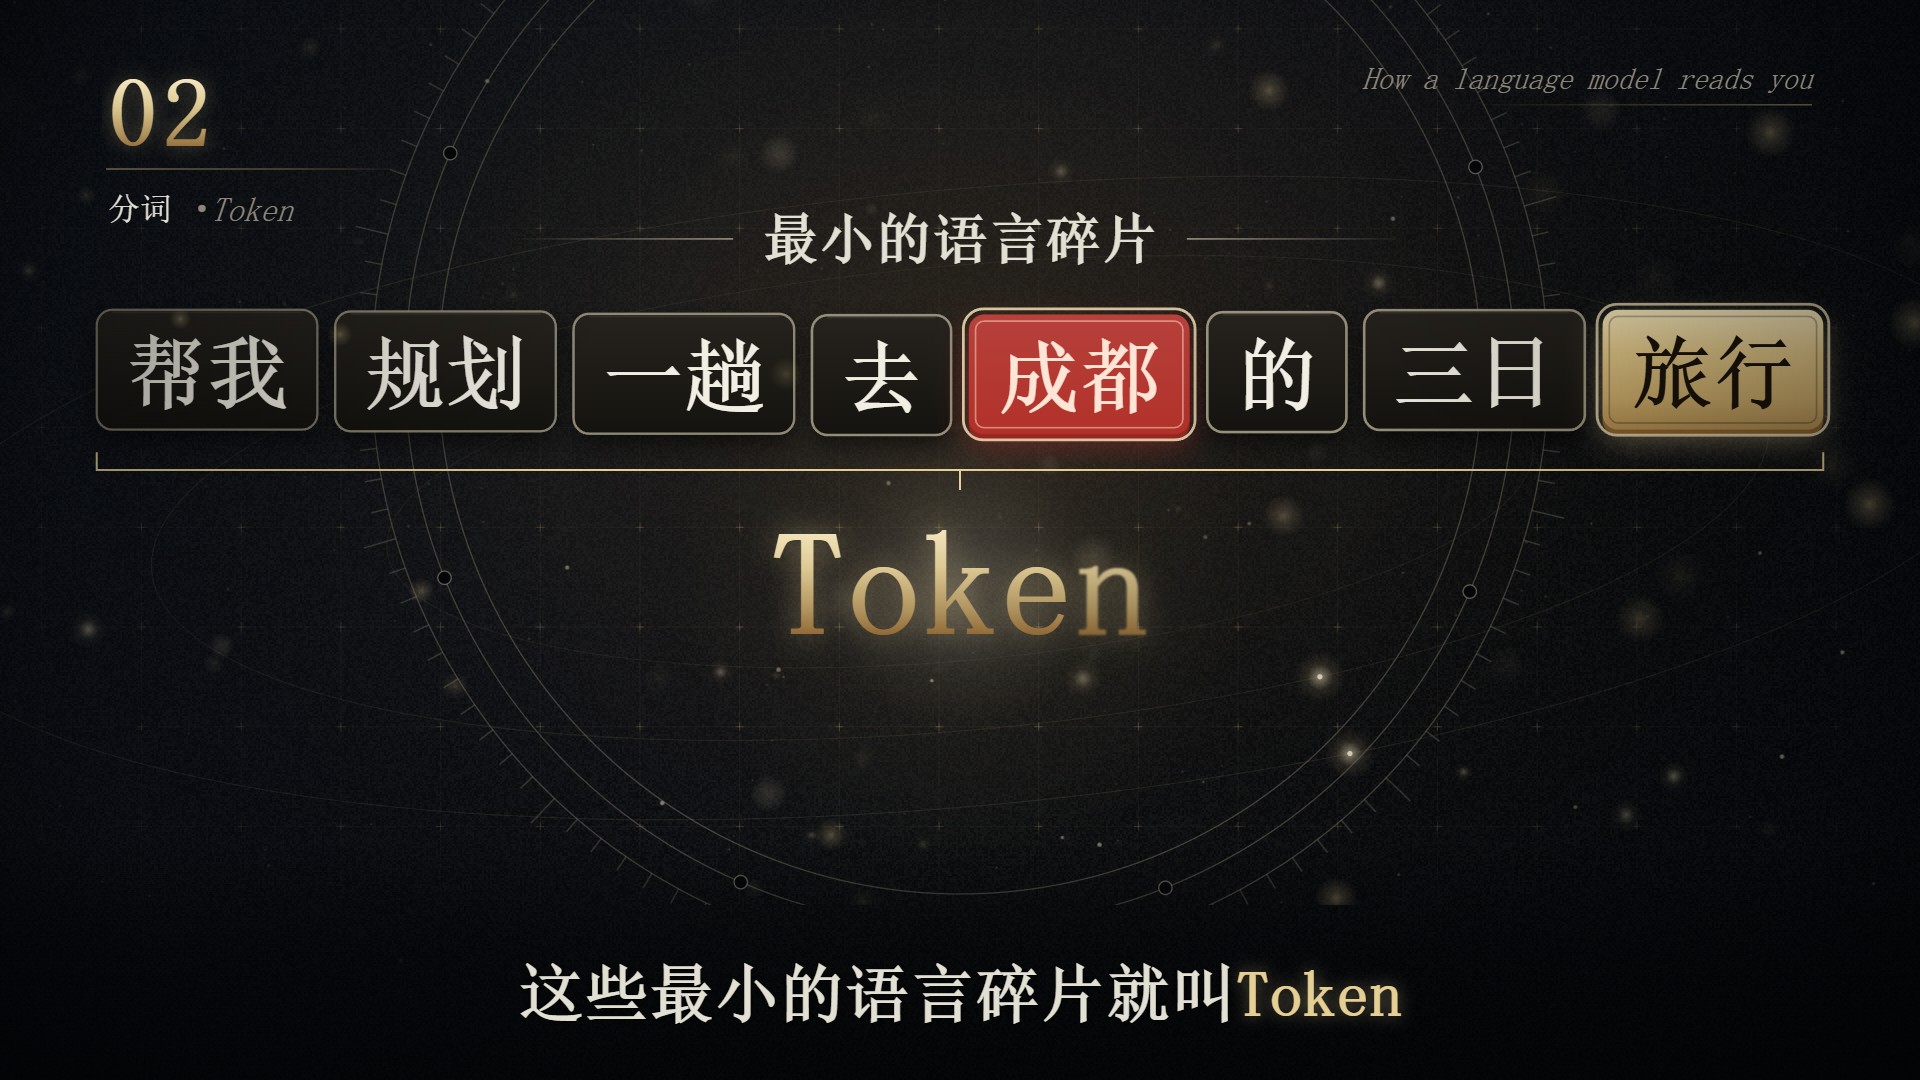 02
How a language model reads you
分词 •Token
最小的语言碎片
帮我 规划 一趟 去 成都 的 三日 旅行
Token
这些最小的语言碎片就叫Token